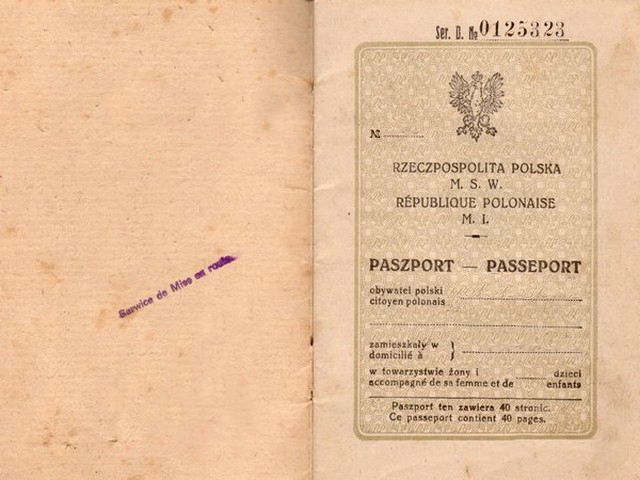 Service de Mise en route
Ser. D. № 0125323
№
RZECZPOSPOLITA POLSKA
M. S. W.
RÉPUBLIQUE POLONAISE
M. I.
PASZPORT — PASSEPORT
obywatel polski
citoyen polonais
zamieszkały w
domicilié à }
w towarzystwie żony i dzieci
accompagné de sa femme et de enfants
Paszport ten zawiera 40 stronic.
Ce passeport contient 40 pages.